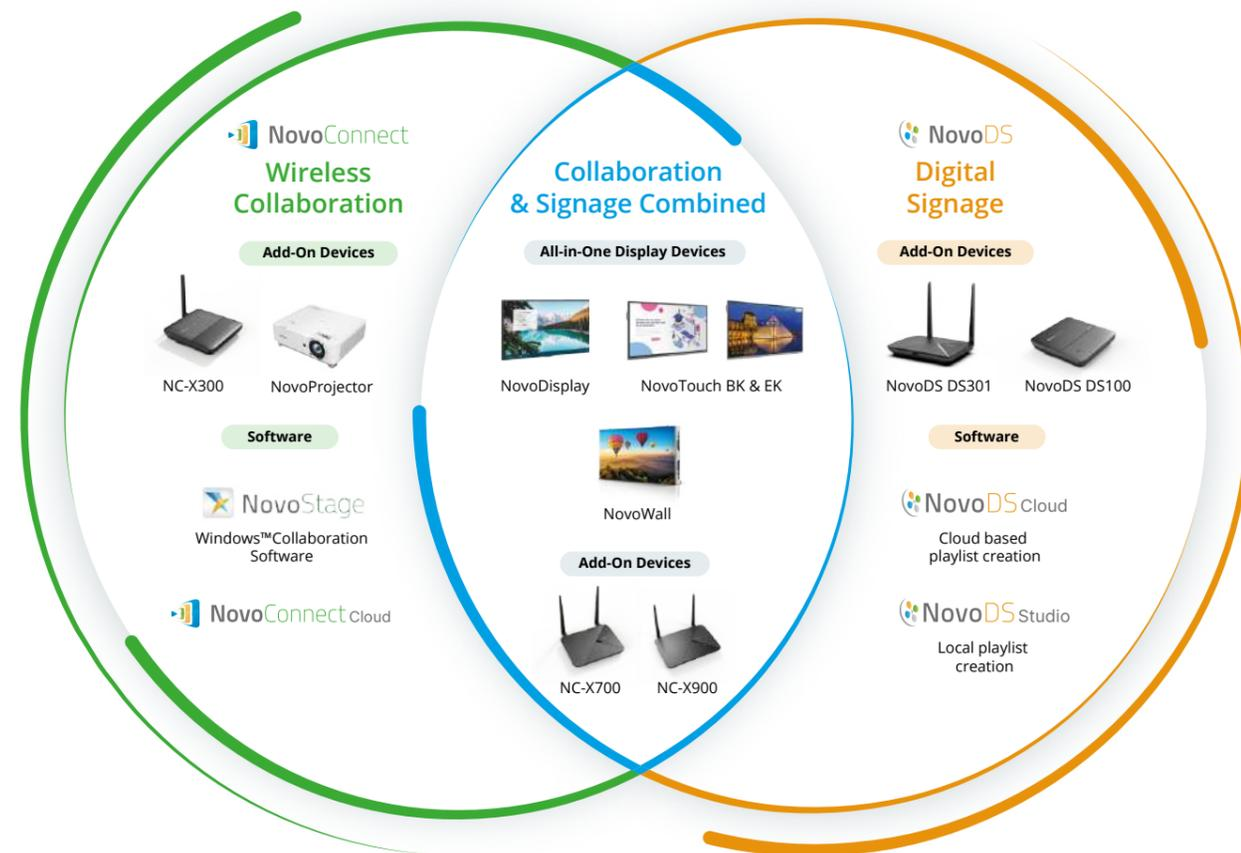 NovoConnect
Wireless
Collaboration
Add-On Devices
NC-X300
NovoProjector
Software
NovoStage
Windows™Collaboration
Software
NovoConnect Cloud
Collaboration
& Signage Combined
All-in-One Display Devices
NovoDisplay
NovoTouch BK & EK
NovoWall
Add-On Devices
NC-X700
NC-X900
NovoDS
Digital
Signage
Add-On Devices
NovoDS DS301
NovoDS DS100
Software
NovoDS Cloud
Cloud based
playlist creation
NovoDS Studio
Local playlist
creation